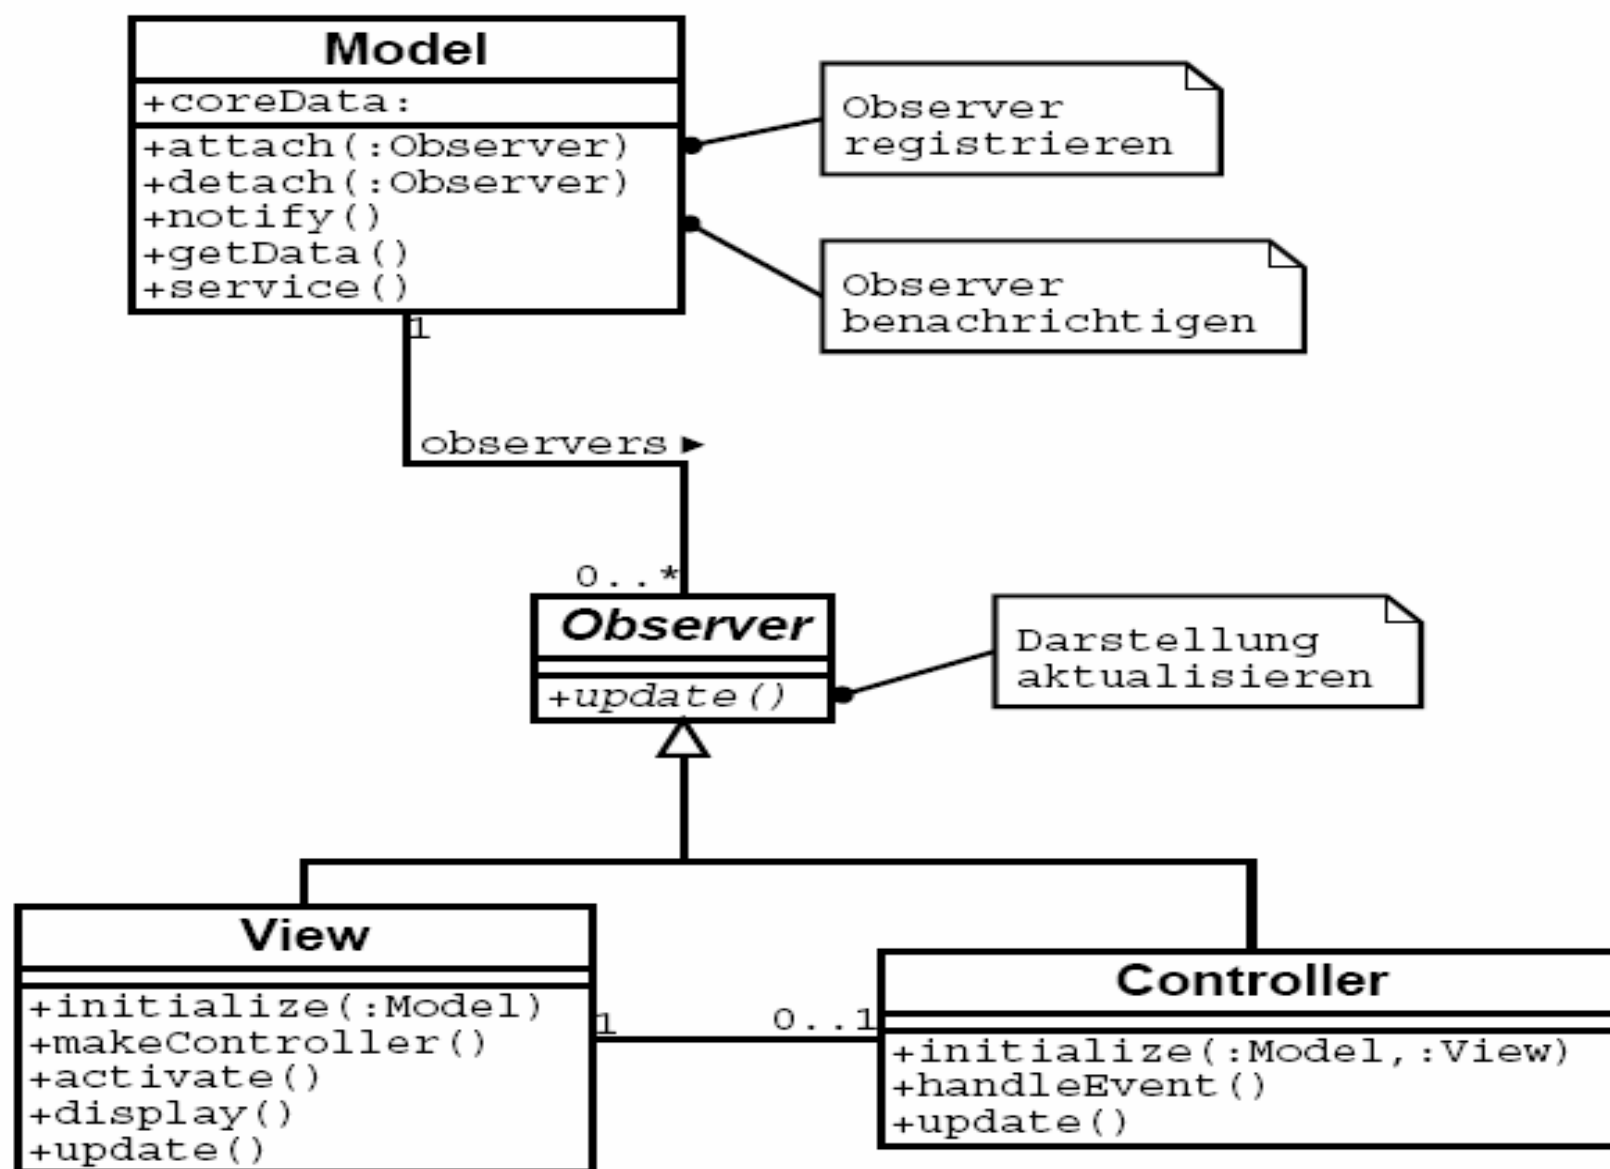 Model
+coreData:
+attach(:Observer)
+detach(:Observer)
+notify()
+getData()
+service()
Observer
registrieren
Observer
benachrichtigen
1
observers ►
0..*
Observer
+update()
Darstellung
aktualisieren
View
+initialize(:Model)
+makeController()
+activate()
+display()
+update()
1
0..1
Controller
+initialize(:Model,:View)
+handleEvent()
+update()